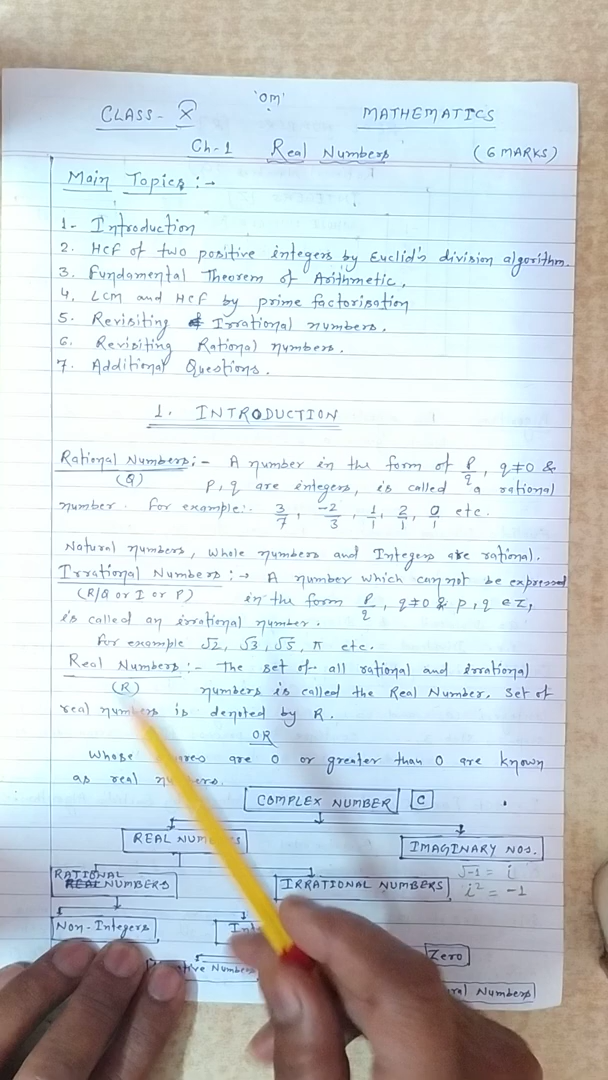 'OM'
CLASS - X MATHEMATICS
Ch-1 Real Numbers (6 MARKS)
Main Topics :-
1- Introduction
2. HCF of two positive integers by Euclid's division algorithm.
3. Fundamental Theorem of Arithmetic.
4. LCM and HCF by prime factorisation
5. Revisiting Irrational numbers.
6. Revisiting Rational numbers.
7. Additional Questions.
1. INTRODUCTION
Rational Numbers :- A number in the form of P/q, q≠0 &
(Q) P, q are integers, is called a rational
number. For example:- 3/7, -2/3, 1/1, 2/1, 0/1 etc.
Natural numbers, whole numbers and Integers are rational.
Irrational Numbers :→ A number which cannot be expressed
(R/Q or I or P) in the form P/q, q≠0 & p, q ∈ Z,
is called an irrational number.
For example √2, √3, √5, π etc.
Real Numbers :- The set of all rational and irrational
(R) numbers is called the Real Number. Set of
real numbers is denoted by R.
OR
Whose are 0 or greater than 0 are known
as real
COMPLEX NUMBER C
REAL IMAGINARY NOS.
RATIONAL NUMBERS IRRATIONAL NUMBERS √-1 = i
i² = -1
Non-Integers
Numbers Zero
Numbers